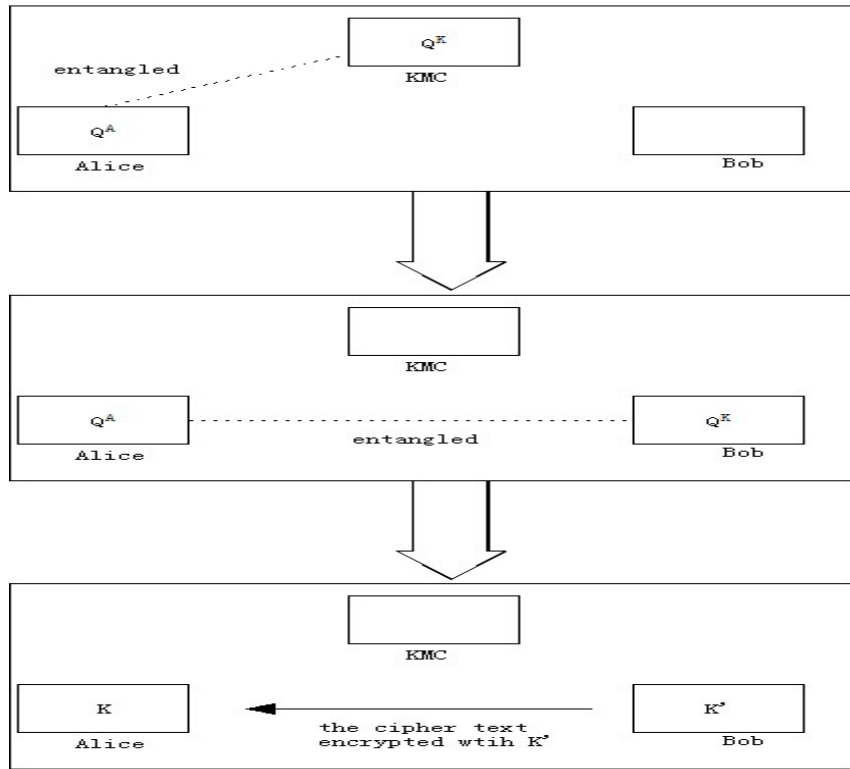 Q^K
KMC
entangled
Q^A
Alice
Bob
KMC
Q^A
Q^K
entangled
Alice
Bob
KMC
K
K'
the cipher text
encrypted wtih K'
Alice
Bob